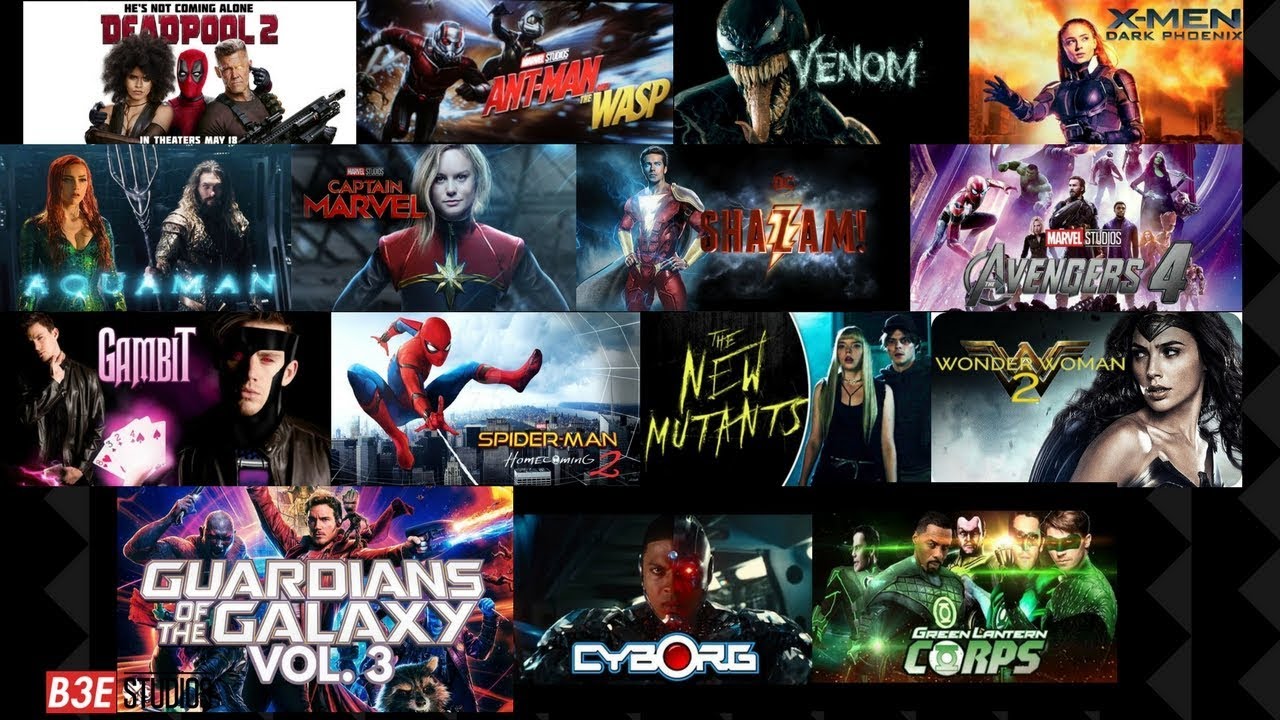 HE'S NOT COMING ALONE
DEADPOOL 2
IN THEATERS MAY 18
MARVEL STUDIOS
ANT-MAN
AND THE
WASP
VENOM
X-MEN
DARK PHOENIX
AQUAMAN
MARVEL STUDIOS
CAPTAIN
MARVEL
DC
SHAZAM!
MARVEL STUDIOS
THE AVENGERS 4
GAMBIT
SPIDER-MAN
HOMECOMING 2
THE
NEW
MUTANTS
WONDER WOMAN
2
GUARDIANS
OF THE GALAXY
VOL. 3
CYBORG
GREEN LANTERN
CORPS
B3E STUDIOS